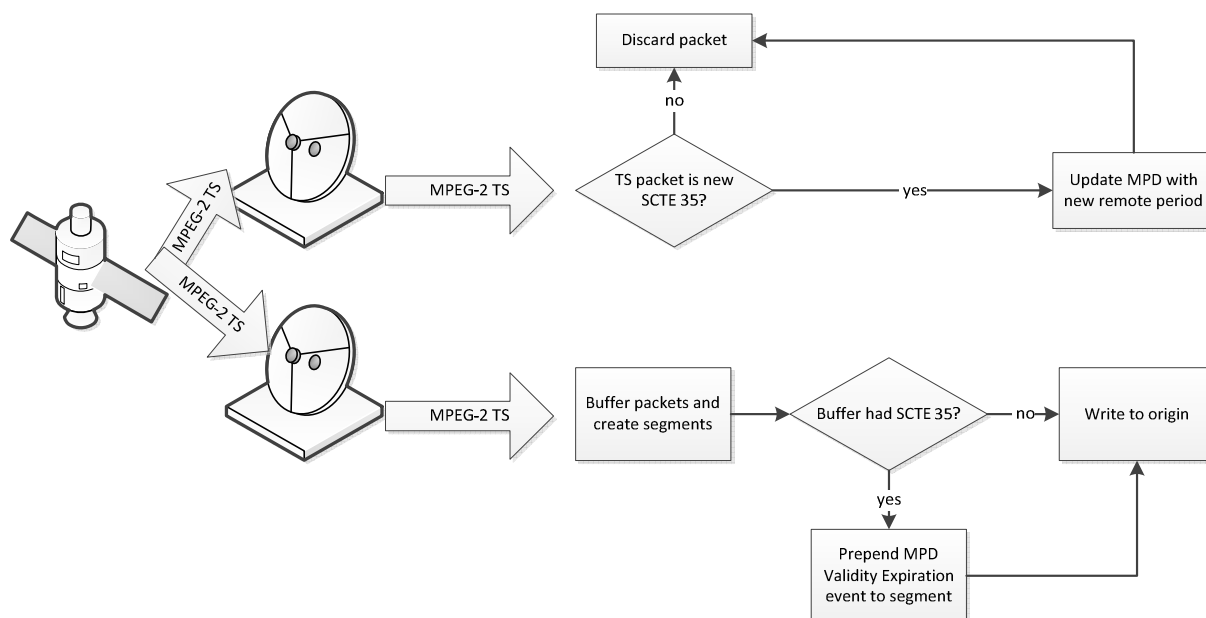 Discard packet
no
MPEG-2 TS
MPEG-2 TS
TS packet is new
SCTE 35?
yes
Update MPD with
new remote period
MPEG-2 TS
MPEG-2 TS
Buffer packets and
create segments
Buffer had SCTE 35?
no
Write to origin
yes
Prepend MPD
Validity Expiration
event to segment